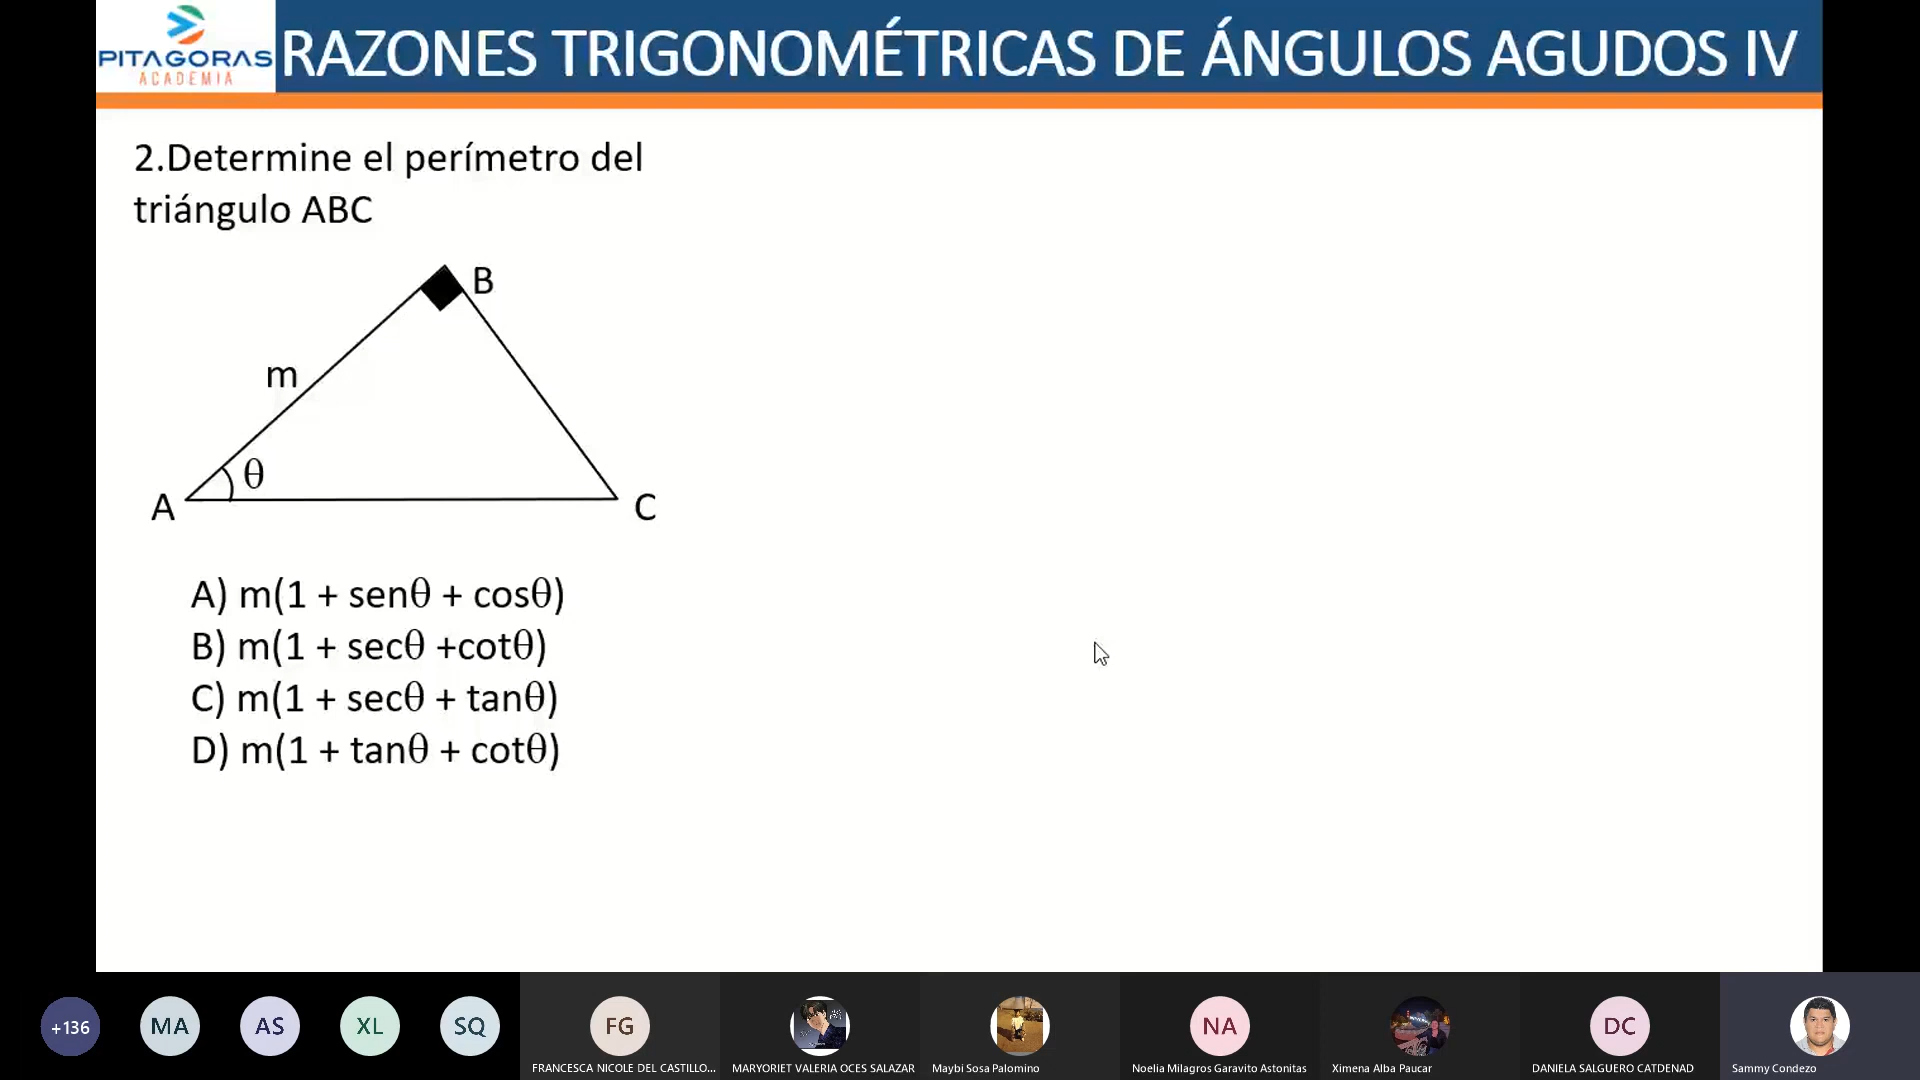 PITAGORAS
ACADEMIA
RAZONES TRIGONOMÉTRICAS DE ÁNGULOS AGUDOS IV
2.Determine el perímetro del
triángulo ABC
B
m
θ
A
C
A) m(1 + senθ + cosθ)
B) m(1 + secθ +cotθ)
C) m(1 + secθ + tanθ)
D) m(1 + tanθ + cotθ)
+136
MA
AS
XL
SQ
FG
NA
DC
FRANCESCA NICOLE DEL CASTILLO...
MARYORIET VALERIA OCES SALAZAR
Maybi Sosa Palomino
Noelia Milagros Garavito Astonitas
Ximena Alba Paucar
DANIELA SALGUERO CATDENAD
Sammy Condezo